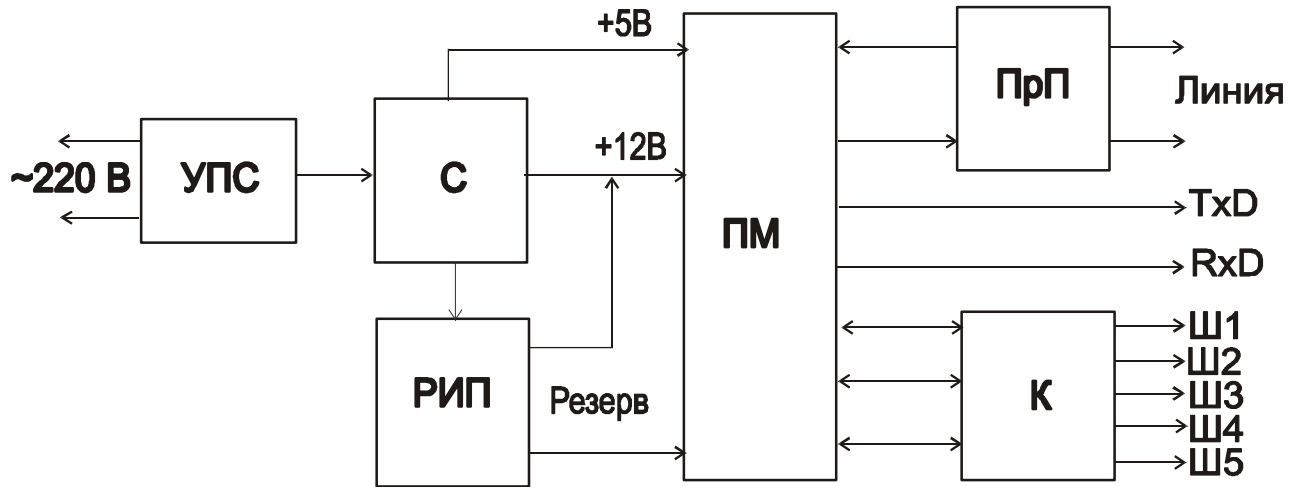 +5В
ПрП
Линия
+12В
~220 В
УПС
С
ПМ
TxD
RxD
Ш1
Ш2
РИП
Резерв
К
Ш3
Ш4
Ш5